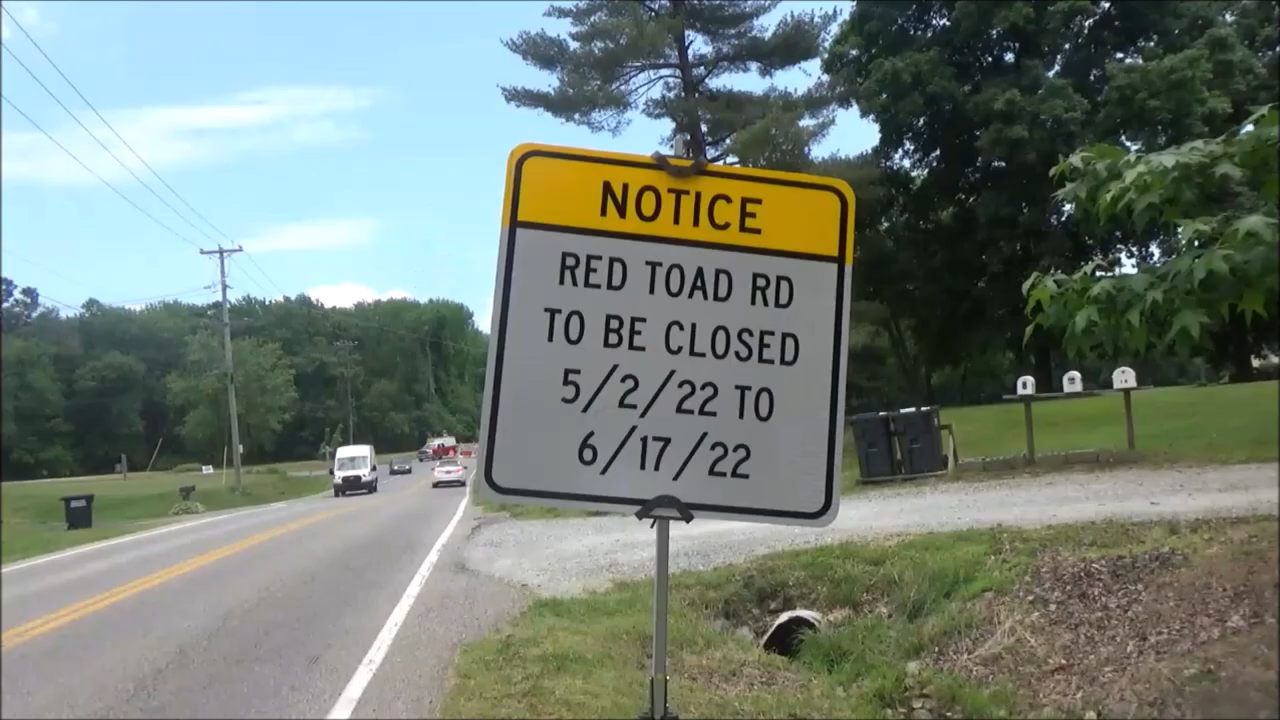 NOTICE
RED TOAD RD
TO BE CLOSED
5/2/22 TO
6/17/22